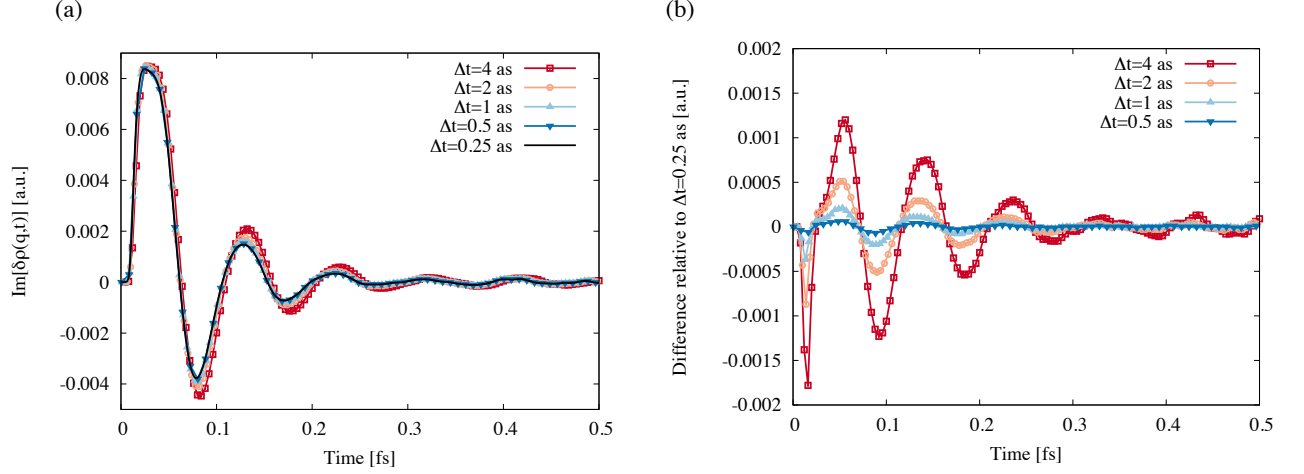 (a)
Im[δρ(q,t)] [a.u.]
0.008
0.006
0.004
0.002
0
-0.002
-0.004
Δt=4 as
Δt=2 as
Δt=1 as
Δt=0.5 as
Δt=0.25 as
0
0.1
0.2
0.3
0.4
0.5
Time [fs]
(b)
Difference relative to Δt=0.25 as [a.u.]
0.002
0.0015
0.001
0.0005
0
-0.0005
-0.001
-0.0015
-0.002
Δt=4 as
Δt=2 as
Δt=1 as
Δt=0.5 as
0
0.1
0.2
0.3
0.4
0.5
Time [fs]